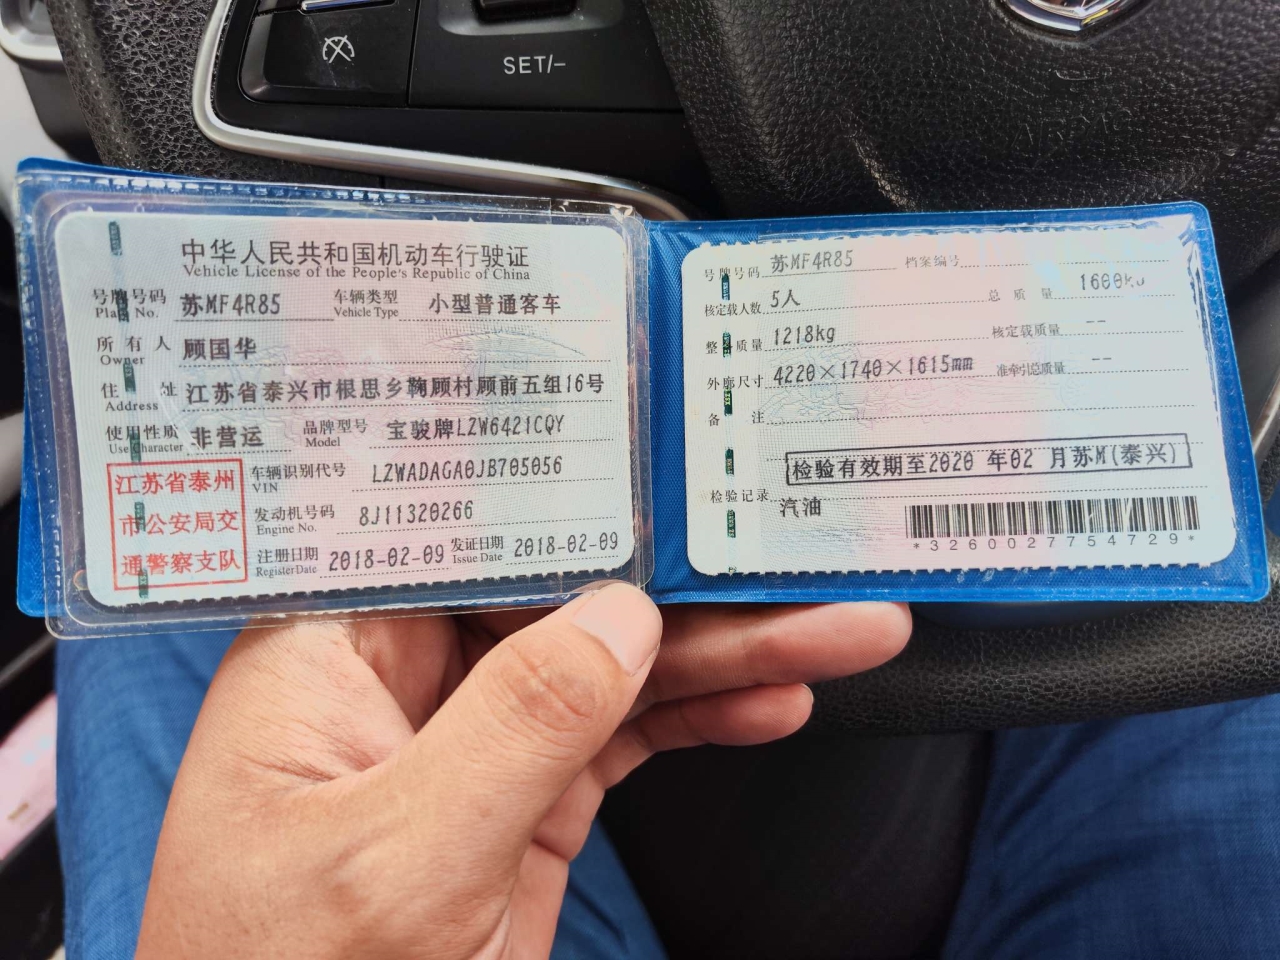 SET/-
中华人民共和国机动车行驶证
Vehicle License of the People's Republic of China
号牌号码 苏MF4R85 车辆类型 小型普通客车
Plate No. Vehicle Type
所有人 顾国华
Owner
住址 江苏省泰兴市根思乡鞠顾村顾前五组16号
Address
使用性质 非营运 品牌型号 宝骏牌LZW6421CQY
Use Character Model
江苏省泰州
市公安局交
通警察支队
车辆识别代号 LZWADAGA0JB705056
VIN
发动机号码 8J11320266
Engine No.
注册日期 2018-02-09 发证日期 2018-02-09
Register Date Issue Date
号牌号码 苏MF4R85 档案编号
核定载人数 5人 总质量 1600kg
整备质量 1218kg 核定载质量 --
外廓尺寸 4220×1740×1615mm 准牵引总质量 --
备注
检验有效期至2020 年02 月苏M(泰兴)
检验记录
汽油
*3260027754729*